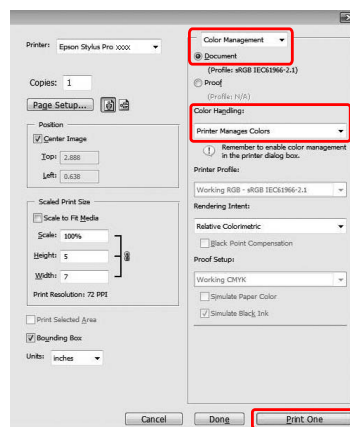 Printer: Epson Stylus Pro xxxx
Copies: 1
Page Setup...
Position
Center Image
Top: 2.888
Left: 0.638
Scaled Print Size
Scale to Fit Media
Scale: 100%
Height: 5
Width: 7
Print Resolution: 72 PPI
Print Selected Area
Bounding Box
Units: inches
Color Management
Document
(Profile: sRGB IEC61966-2.1)
Proof
(Profile: N/A)
Color Handling:
Printer Manages Colors
Remember to enable color management
in the printer dialog box.
Printer Profile:
Working RGB - sRGB IEC61966-2.1
Rendering Intent:
Relative Colorimetric
Black Point Compensation
Proof Setup:
Working CMYK
Simulate Paper Color
Simulate Black Ink
Cancel
Done
Print One